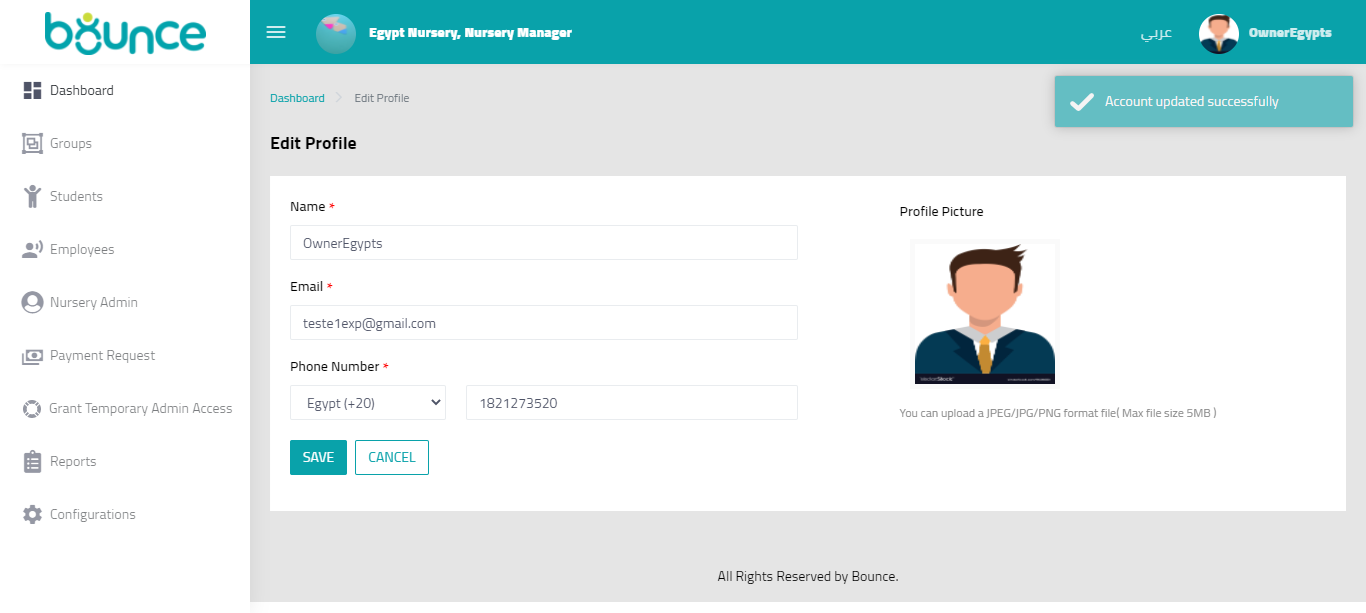 bounce
Egypt Nursery, Nursery Manager
عربي
OwnerEgypts
Dashboard
Groups
Students
Employees
Nursery Admin
Payment Request
Grant Temporary Admin Access
Reports
Configurations
Dashboard > Edit Profile
Account updated successfully
Edit Profile
Name *
OwnerEgypts
Email *
teste1exp@gmail.com
Phone Number *
Egypt (+20)
1821273520
SAVE
CANCEL
Profile Picture
VectorStock
You can upload a JPEG/JPG/PNG format file( Max file size 5MB )
All Rights Reserved by Bounce.